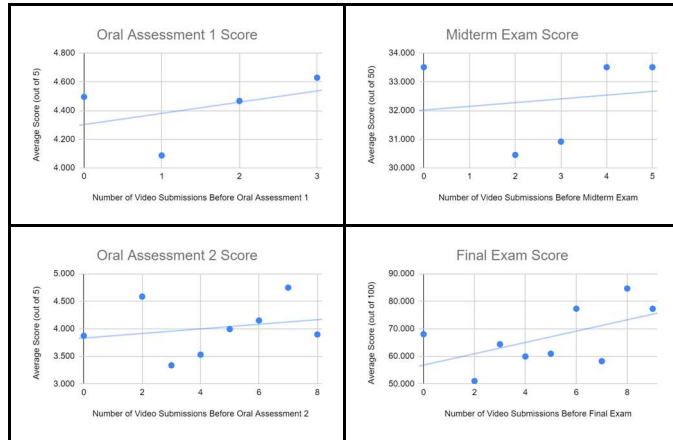 Oral Assessment 1 Score
Average Score (out of 5)
4.800
4.600
4.400
4.200
4.000
0 1 2 3
Number of Video Submissions Before Oral Assessment 1
Midterm Exam Score
Average Score (out of 50)
34.000
33.000
32.000
31.000
30.000
0 1 2 3 4 5
Number of Video Submissions Before Midterm Exam
Oral Assessment 2 Score
Average Score (out of 5)
5.000
4.500
4.000
3.500
3.000
0 2 4 6 8
Number of Video Submissions Before Oral Assessment 2
Final Exam Score
Average Score (out of 100)
90.000
80.000
70.000
60.000
50.000
0 2 4 6 8
Number of Video Submissions Before Final Exam